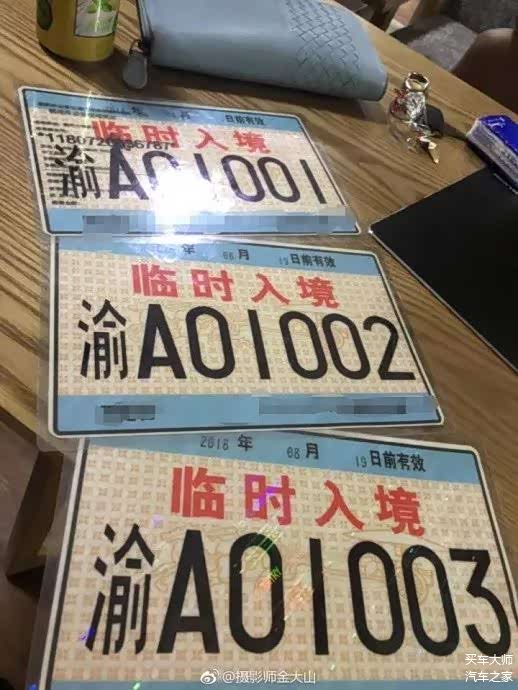 日前有效
临时入境
渝A01001
年 08月 19日前有效
临时入境
渝A01002
2018年 08月 19日前有效
临时入境
渝A01003
@摄影师金大山
买车大师
汽车之家